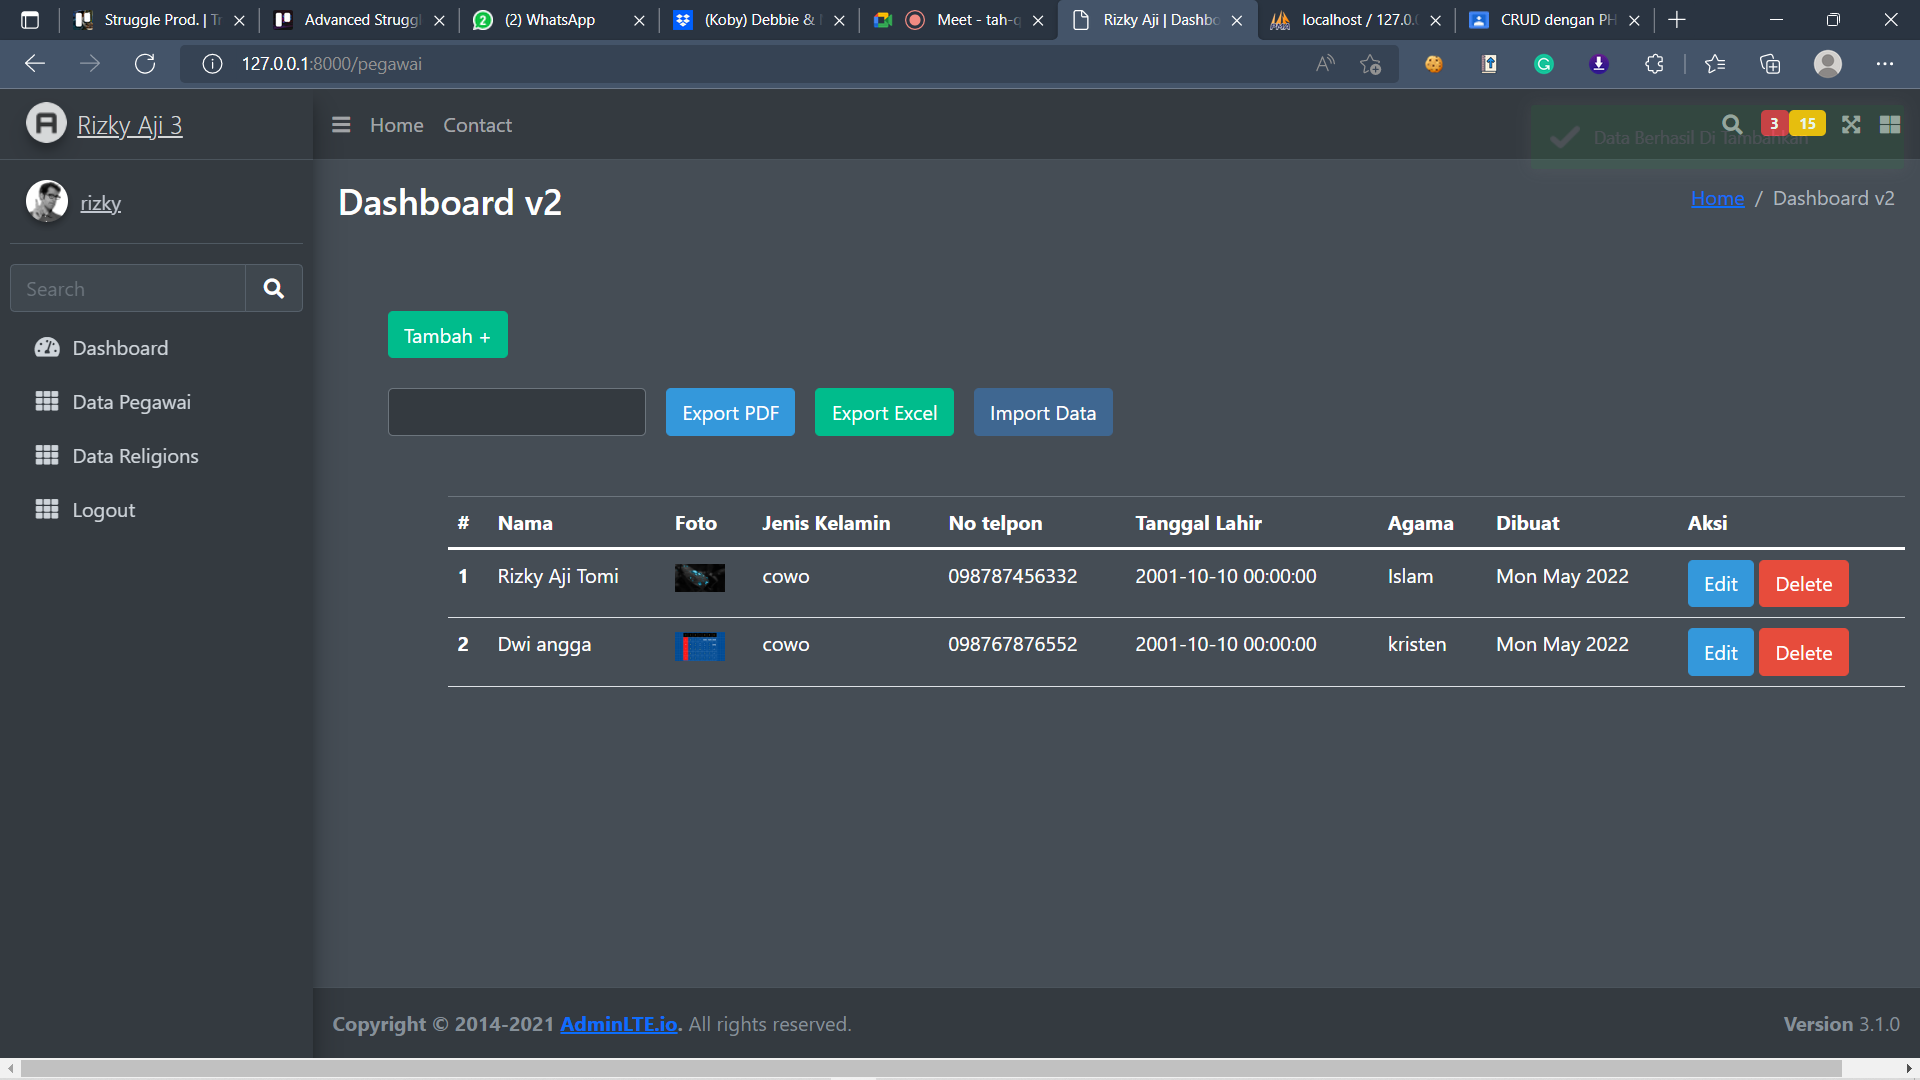 Struggle Prod. | Tr
Advanced Struggl
(2) WhatsApp
(Koby) Debbie &
Meet - tah-q
Rizky Aji | Dashbo
localhost / 127.0.0
CRUD dengan PH
127.0.0.1:8000/pegawai
Rizky Aji 3
Home
Contact
3
15
Data Berhasil Di Tambahkan
rizky
Dashboard v2
Home / Dashboard v2
Search
Dashboard
Data Pegawai
Data Religions
Logout
Tambah +
Export PDF
Export Excel
Import Data
# Nama Foto Jenis Kelamin No telpon Tanggal Lahir Agama Dibuat Aksi
1 Rizky Aji Tomi cowo 098787456332 2001-10-10 00:00:00 Islam Mon May 2022 Edit Delete
2 Dwi angga cowo 098767876552 2001-10-10 00:00:00 kristen Mon May 2022 Edit Delete
Copyright © 2014-2021 AdminLTE.io. All rights reserved.
Version 3.1.0